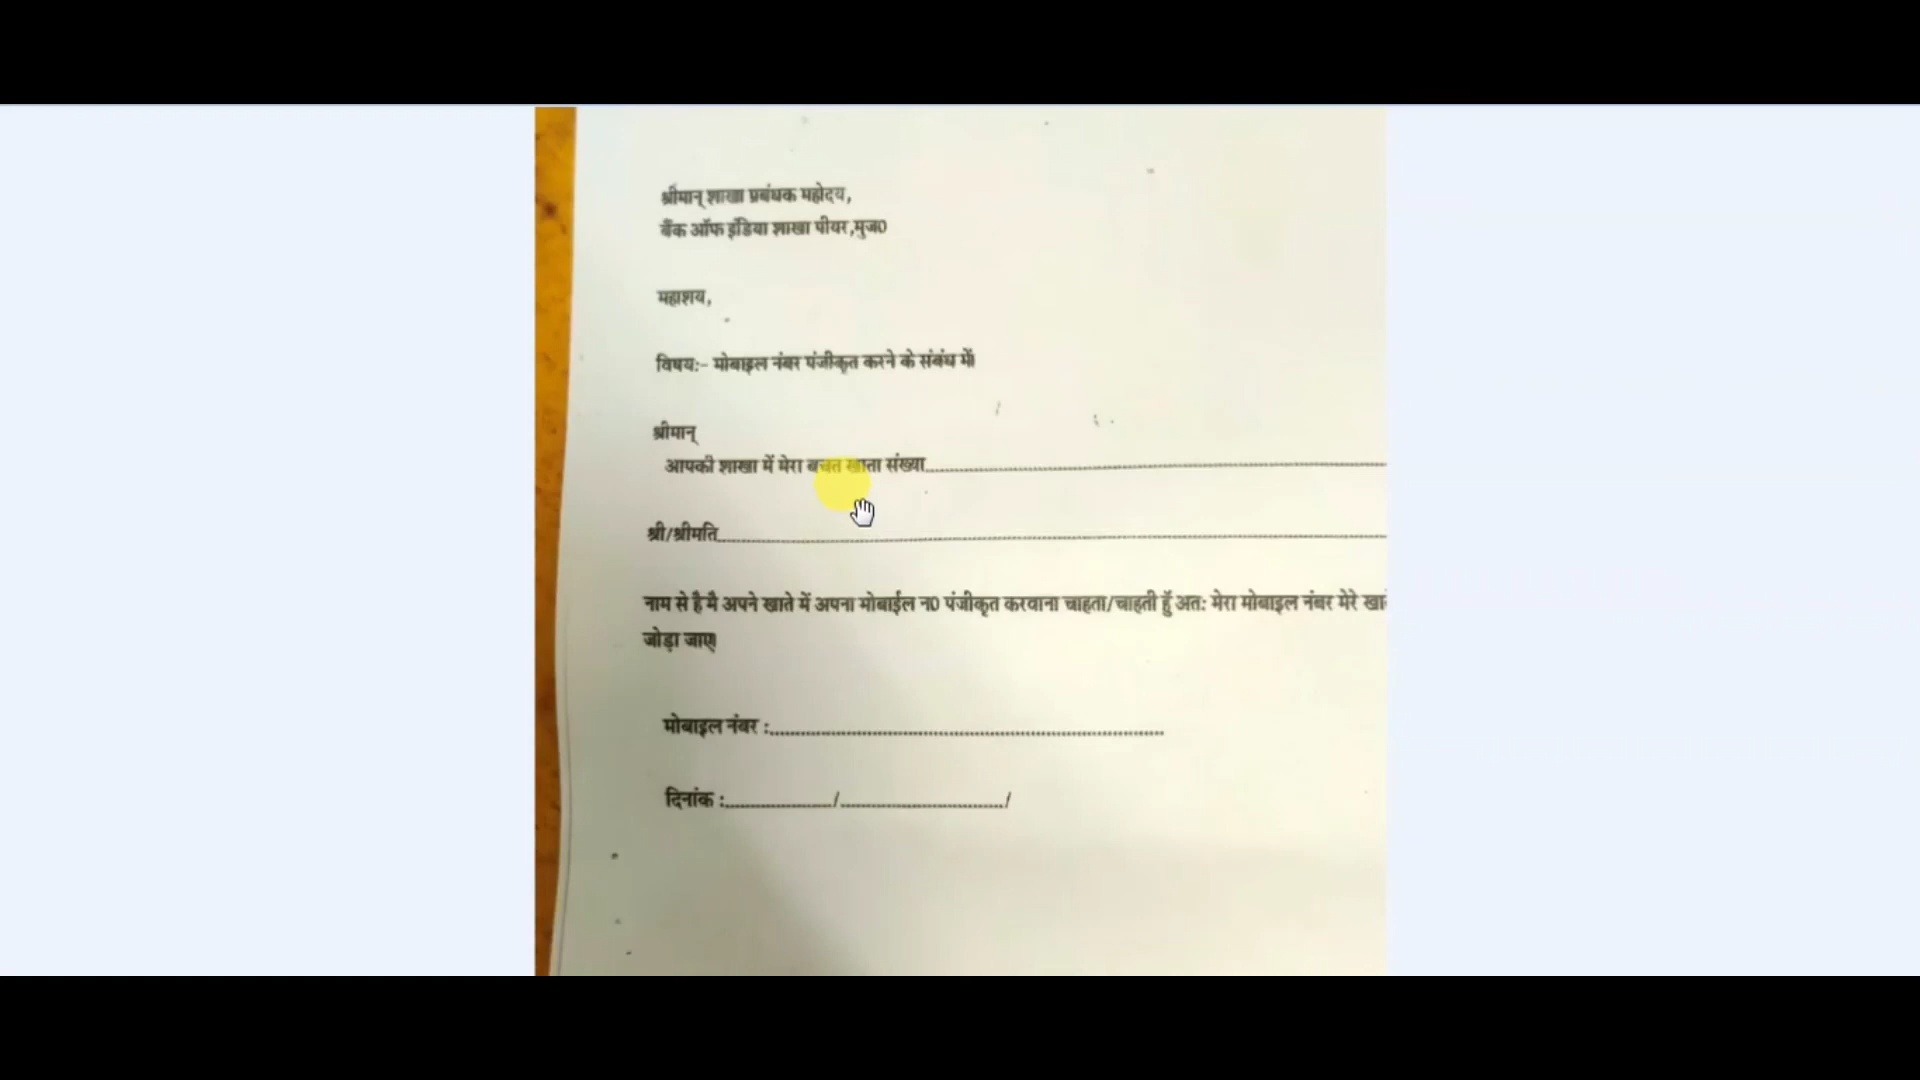 श्रीमान् शाखा प्रबंधक महोदय,
बैंक ऑफ इंडिया शाखा पीयर,मुज0
महाशय,
विषय:- मोबाइल नंबर पंजीकृत करने के संबंध में।
श्रीमान्
आपकी शाखा में मेरा बचत खाता संख्या........................................
श्री/श्रीमति........................................
नाम से है मै अपने खाते में अपना मोबाईल न0 पंजीकृत करवाना चाहता/चाहती हूँ अत: मेरा मोबाइल नंबर मेरे
जोड़ा जाए।
मोबाइल नंबर :........................................
दिनांक :................/................/